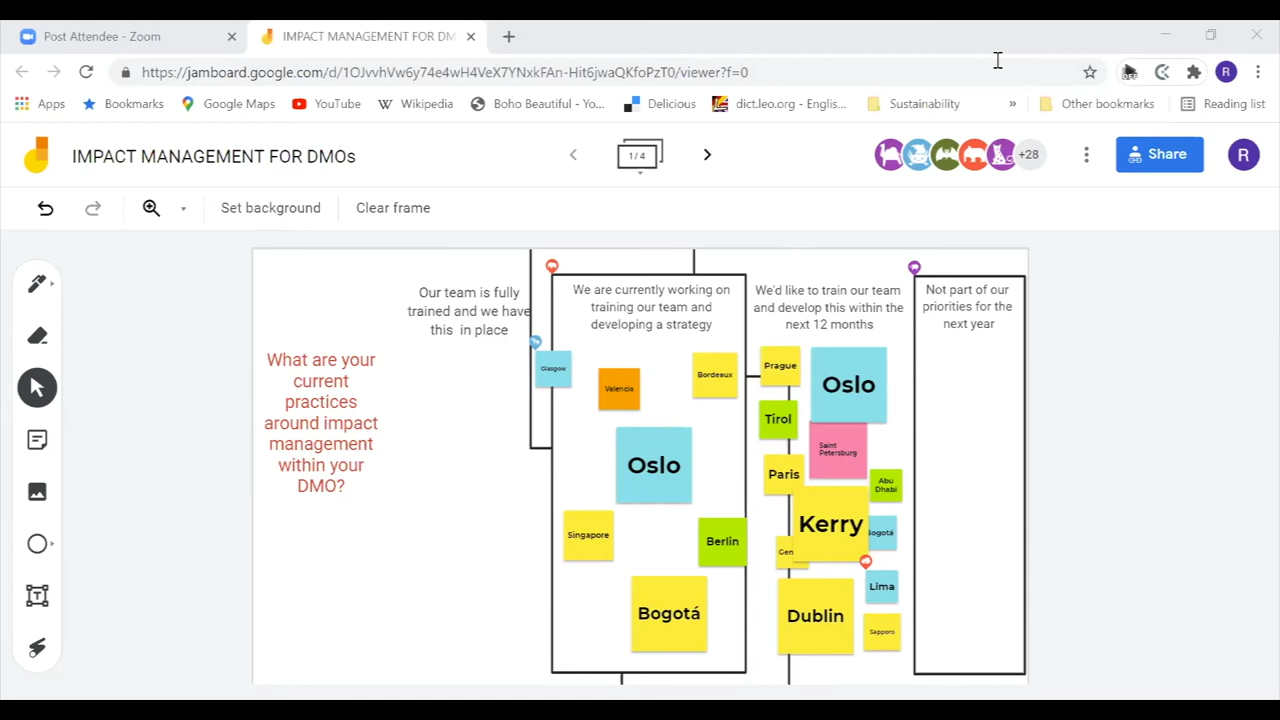 Post Attendee - Zoom
IMPACT MANAGEMENT FOR DM
https://jamboard.google.com/d/1OJvvhVw6y74e4wH4VeX7YNxkFAn-Hit6jwaQKfoPzT0/viewer?f=0
OFF
R
Apps
Bookmarks
Google Maps
YouTube
W Wikipedia
Boho Beautiful - Yo...
Delicious
dict.leo.org - Englis...
Sustainability
»
Other bookmarks
Reading list
IMPACT MANAGEMENT FOR DMOs
1/4
+28
Share
R
Set background
Clear frame
What are your
current
practices
around impact
management
within your
DMO?
Our team is fully
trained and we have
this in place
We are currently working on
training our team and
developing a strategy
We'd like to train our team
and develop this within the
next 12 months
Not part of our
priorities for the
next year
Glasgow
Valencia
Bordeaux
Oslo
Singapore
Berlin
Bogotá
Prague
Oslo
Tirol
Saint
Petersburg
Paris
Abu
Dhabi
Kerry
Bogotá
Gen
Lima
Dublin
Sapporo